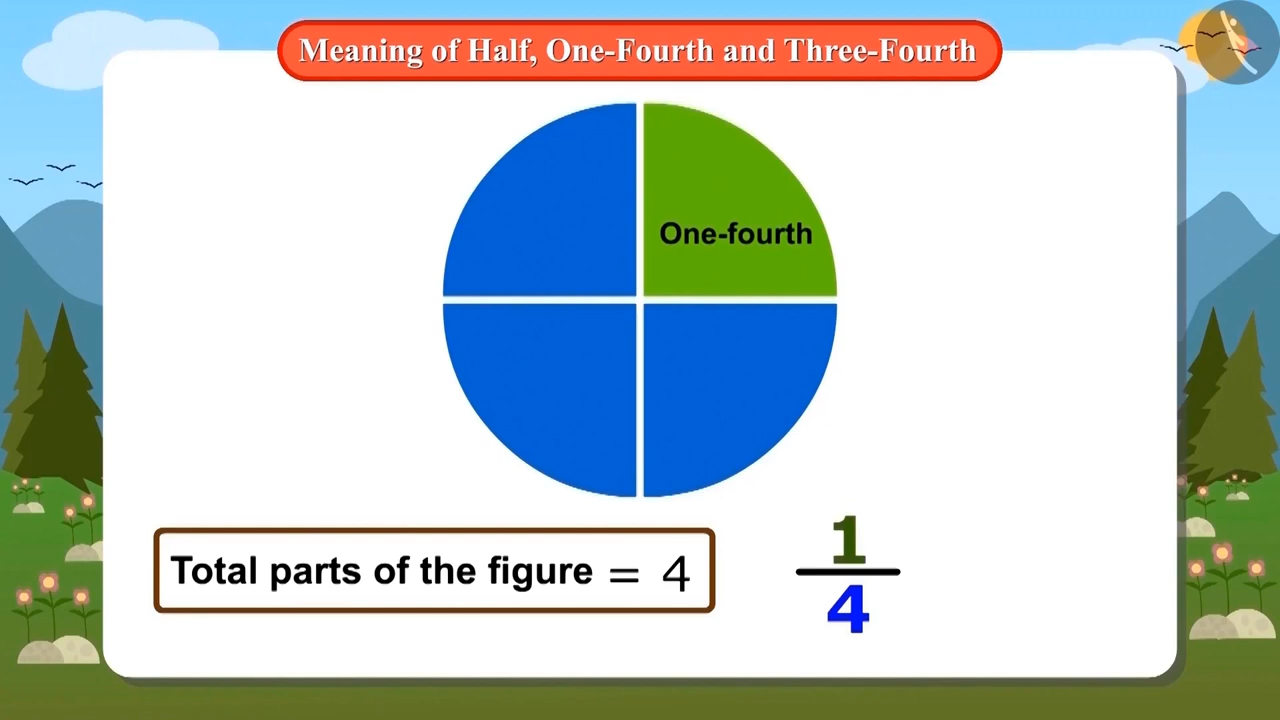 Meaning of Half, One-Fourth and Three-Fourth
One-fourth
Total parts of the figure = 4
1
4